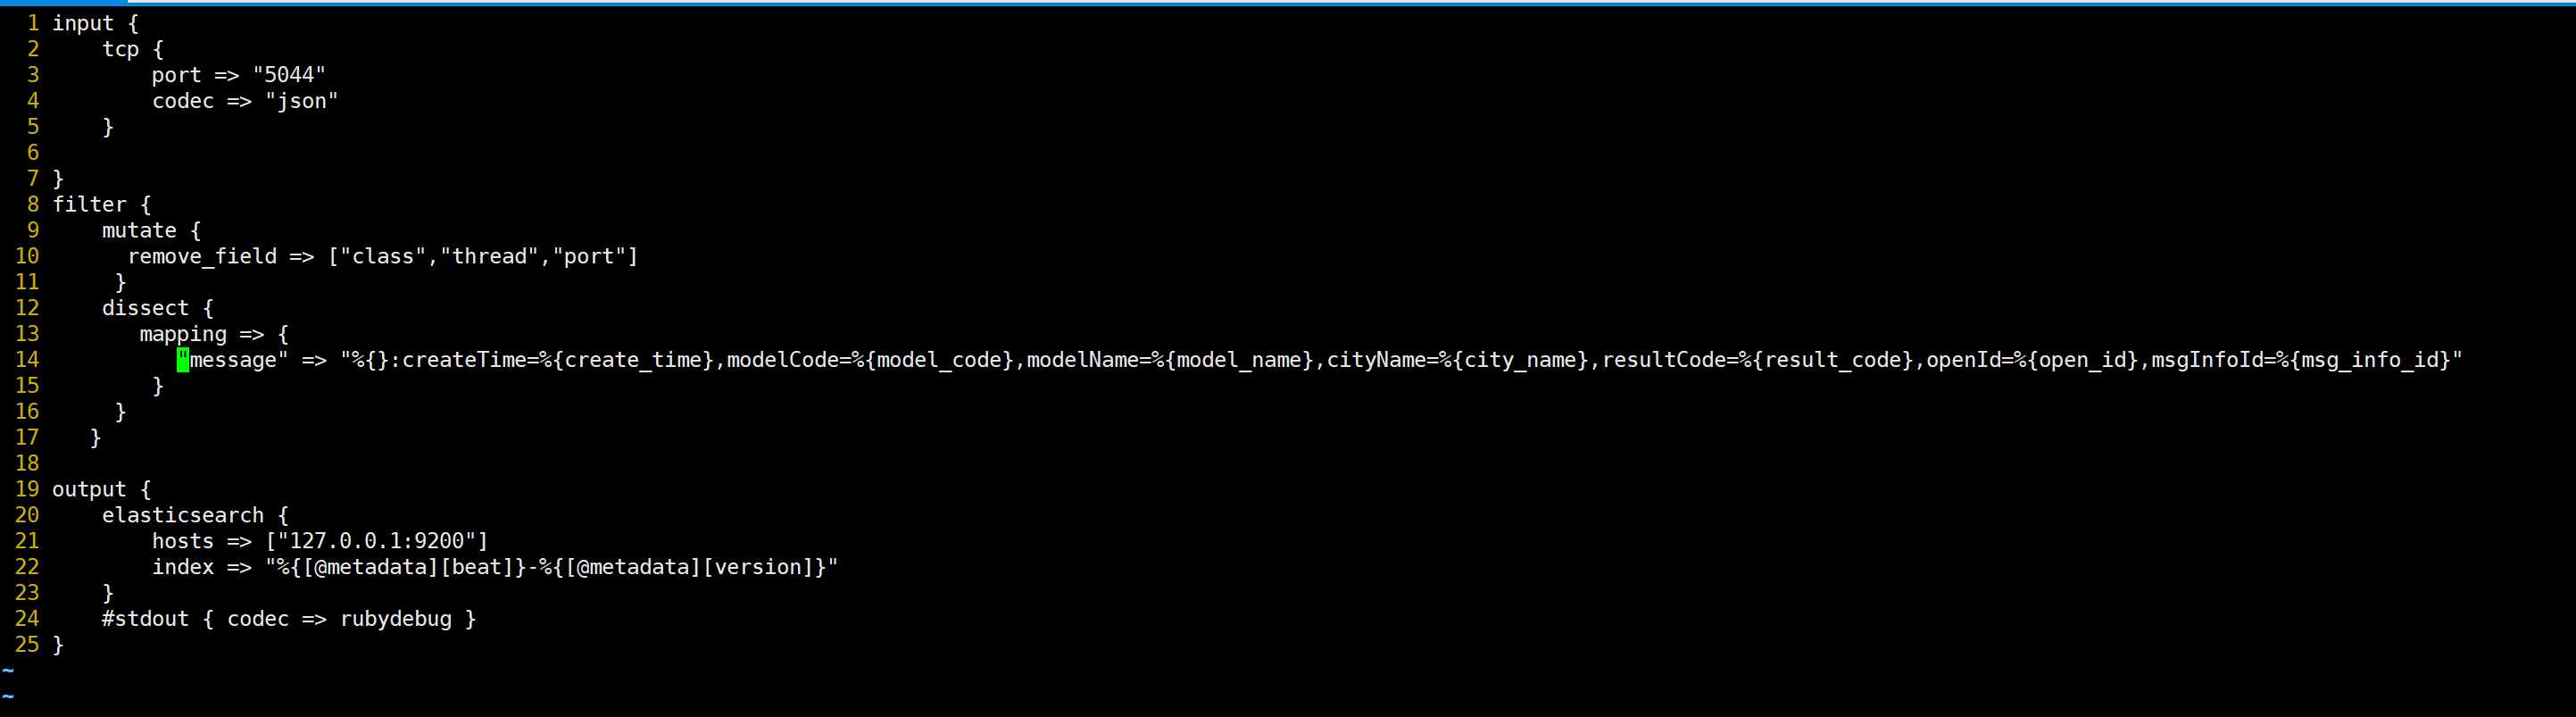 1 input {
2     tcp {
3         port => "5044"
4         codec => "json"
5     }
6
7 }
8 filter {
9     mutate {
10       remove_field => ["class","thread","port"]
11      }
12     dissect {
13        mapping => {
14           "message" => "%{}:createTime=%{create_time},modelCode=%{model_code},modelName=%{model_name},cityName=%{city_name},resultCode=%{result_code},openId=%{open_id},msgInfoId=%{msg_info_id}"
15         }
16      }
17    }
18
19 output {
20     elasticsearch {
21         hosts => ["127.0.0.1:9200"]
22         index => "%{[@metadata][beat]}-%{[@metadata][version]}"
23     }
24     #stdout { codec => rubydebug }
25 }
~
~